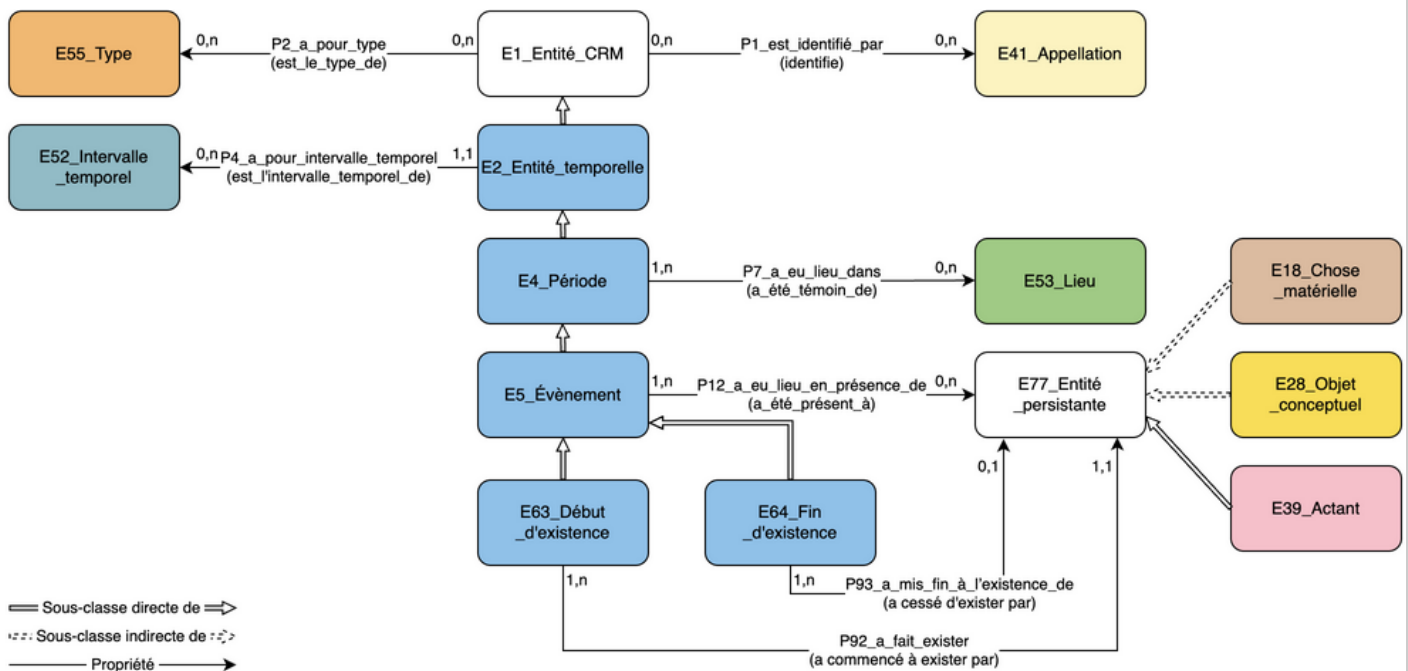 E55_Type
0,n
P2_a_pour_type
(est_le_type_de)
0,n
E1_Entité_CRM
0,n
P1_est_identifié_par
(identifie)
0,n
E41_Appellation
E52_Intervalle
_temporel
0,n
P4_a_pour_intervalle_temporel
(est_l'intervalle_temporel_de)
1,1
E2_Entité_temporelle
E4_Période
1,n
P7_a_eu_lieu_dans
(a_été_témoin_de)
0,n
E53_Lieu
E18_Chose
_matérielle
E5_Évènement
1,n
P12_a_eu_lieu_en_présence_de
(a_été_présent_à)
0,n
E77_Entité
_persistante
E28_Objet
_conceptuel
0,1
1,1
E63_Début
_d'existence
E64_Fin
_d'existence
E39_Actant
1,n
1,n
P93_a_mis_fin_à_l'existence_de
(a cessé d'exister par)
P92_a_fait_exister
(a commencé à exister par)
Sous-classe directe de
Sous-classe indirecte de
Propriété